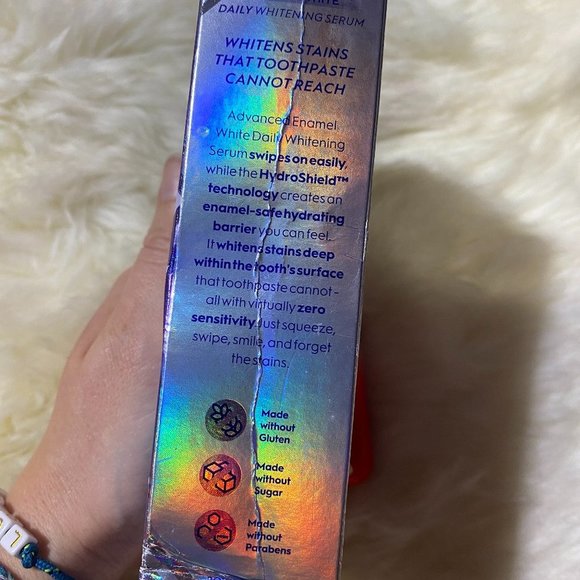 DAILY WHITENING SERUM
WHITENS STAINS
THAT TOOTHPASTE
CANNOT REACH
Advanced Enamel
White Daily Whitening
Serum swipes on easily,
while the HydroShield™
technology creates an
enamel-safe hydrating
barrier you can feel.
It whitens stains deep
within the tooth's surface
that toothpaste cannot -
all with virtually zero
sensitivity. Just squeeze,
swipe, smile, and forget
the stains.
Made
without
Gluten
Made
without
Sugar
Made
without
Parabens